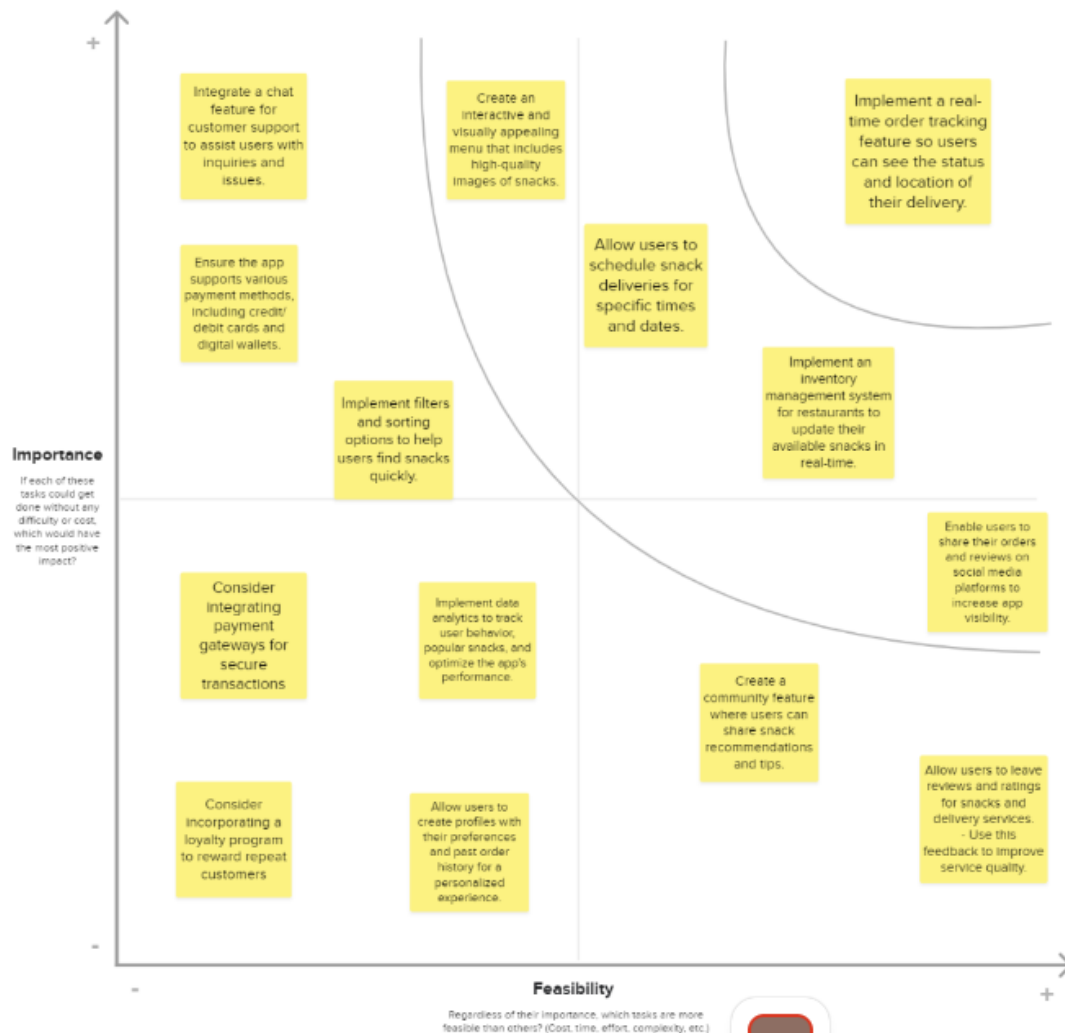 +
Integrate a chat
feature for
customer support
to assist users with
inquiries and
issues.
Create an
interactive and
visually appealing
menu that includes
high-quality
images of snacks.
Implement a real-
time order tracking
feature so users
can see the status
and location of
their delivery.
Ensure the app
supports various
payment methods,
including credit/
debit cards and
digital wallets.
Allow users to
schedule snack
deliveries for
specific times
and dates.
Implement filters
and sorting
options to help
users find snacks
quickly.
Implement an
inventory
management system
for restaurants to
update their
available snacks in
real-time.
Importance
If each of these
tasks could get
done without any
difficulty or cost,
which would have
the most positive
impact?
Enable users to
share their orders
and reviews on
social media
platforms to
increase app
visibility.
Consider
integrating
payment
gateways for
secure
transactions
Implement data
analytics to track
user behavior,
popular snacks, and
optimize the app's
performance.
Create a
community feature
where users can
share snack
recommendations
and tips.
Consider
incorporating a
loyalty program
to reward repeat
customers
Allow users to
create profiles with
their preferences
and past order
history for a
personalized
experience.
Allow users to leave
reviews and ratings
for snacks and
delivery services.
- Use this
feedback to improve
service quality.
-
-
Feasibility
+
Regardless of their importance, which tasks are more
feasible than others? (Cost, time, effort, complexity, etc.)